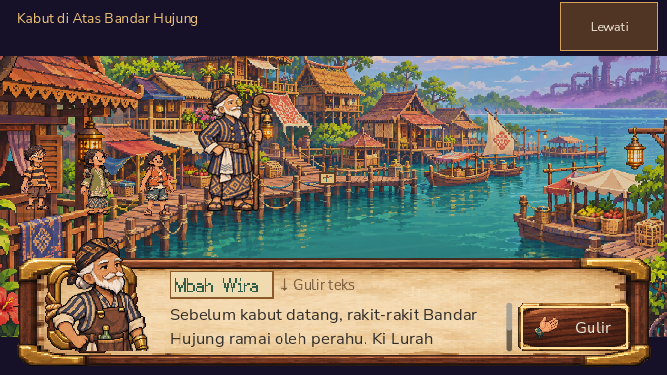 Kabut di Atas Bandar Hujung
Lewati
Mbah Wira
↓ Gulir teks
Sebelum kabut datang, rakit-rakit Bandar
Hujung ramai oleh perahu. Ki Lurah
Gulir